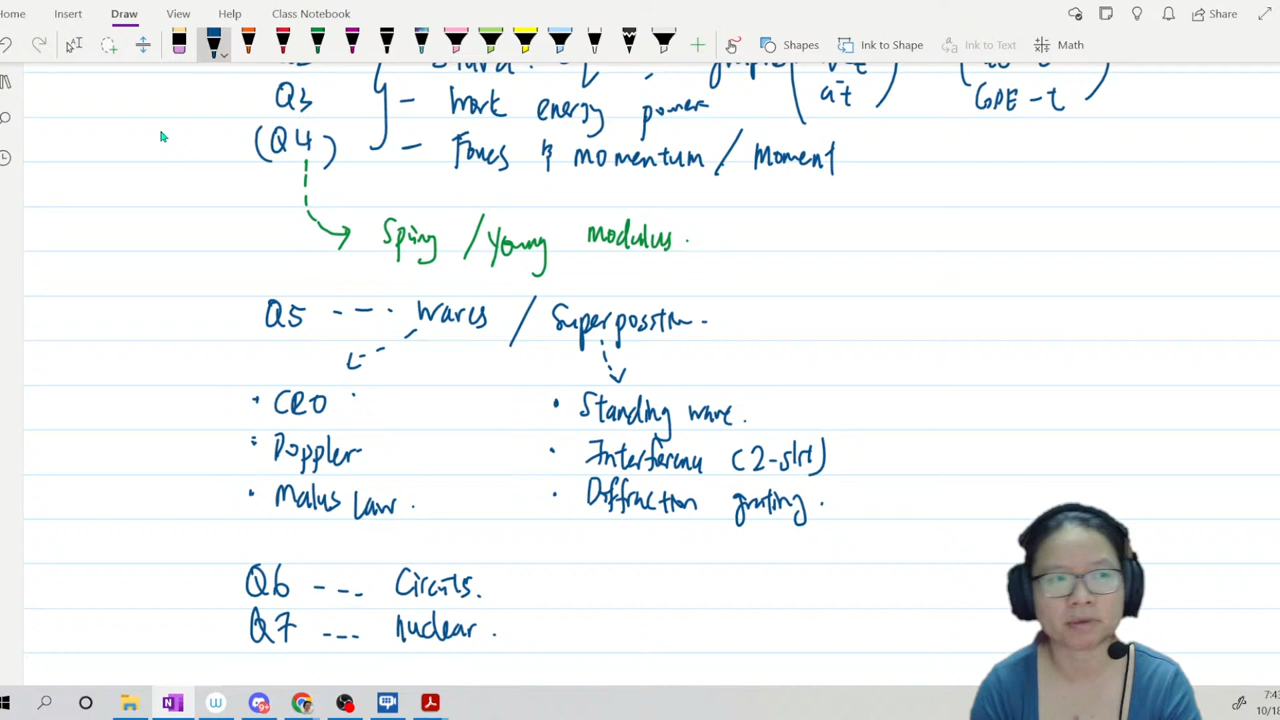 Home Insert Draw View Help Class Notebook Share
Shapes Ink to Shape Ink to Text Math
Q3 - Work energy power a-t GPE-t
(Q4) - Forces & momentum / Moment
Spring / Young modulus.
Q5 ---- Waves / Superposition.
• CRO • Standing wave.
• Doppler • Interference (2-slit)
• Malus Law. • Diffraction grating.
Q6 --- Circuits.
Q7 --- Nuclear.